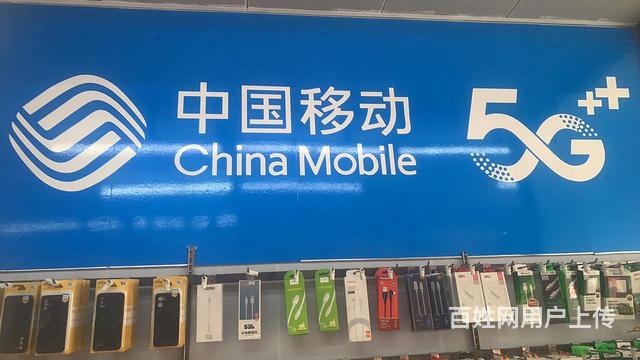 中国移动
China Mobile
5G++
百姓网用户上传